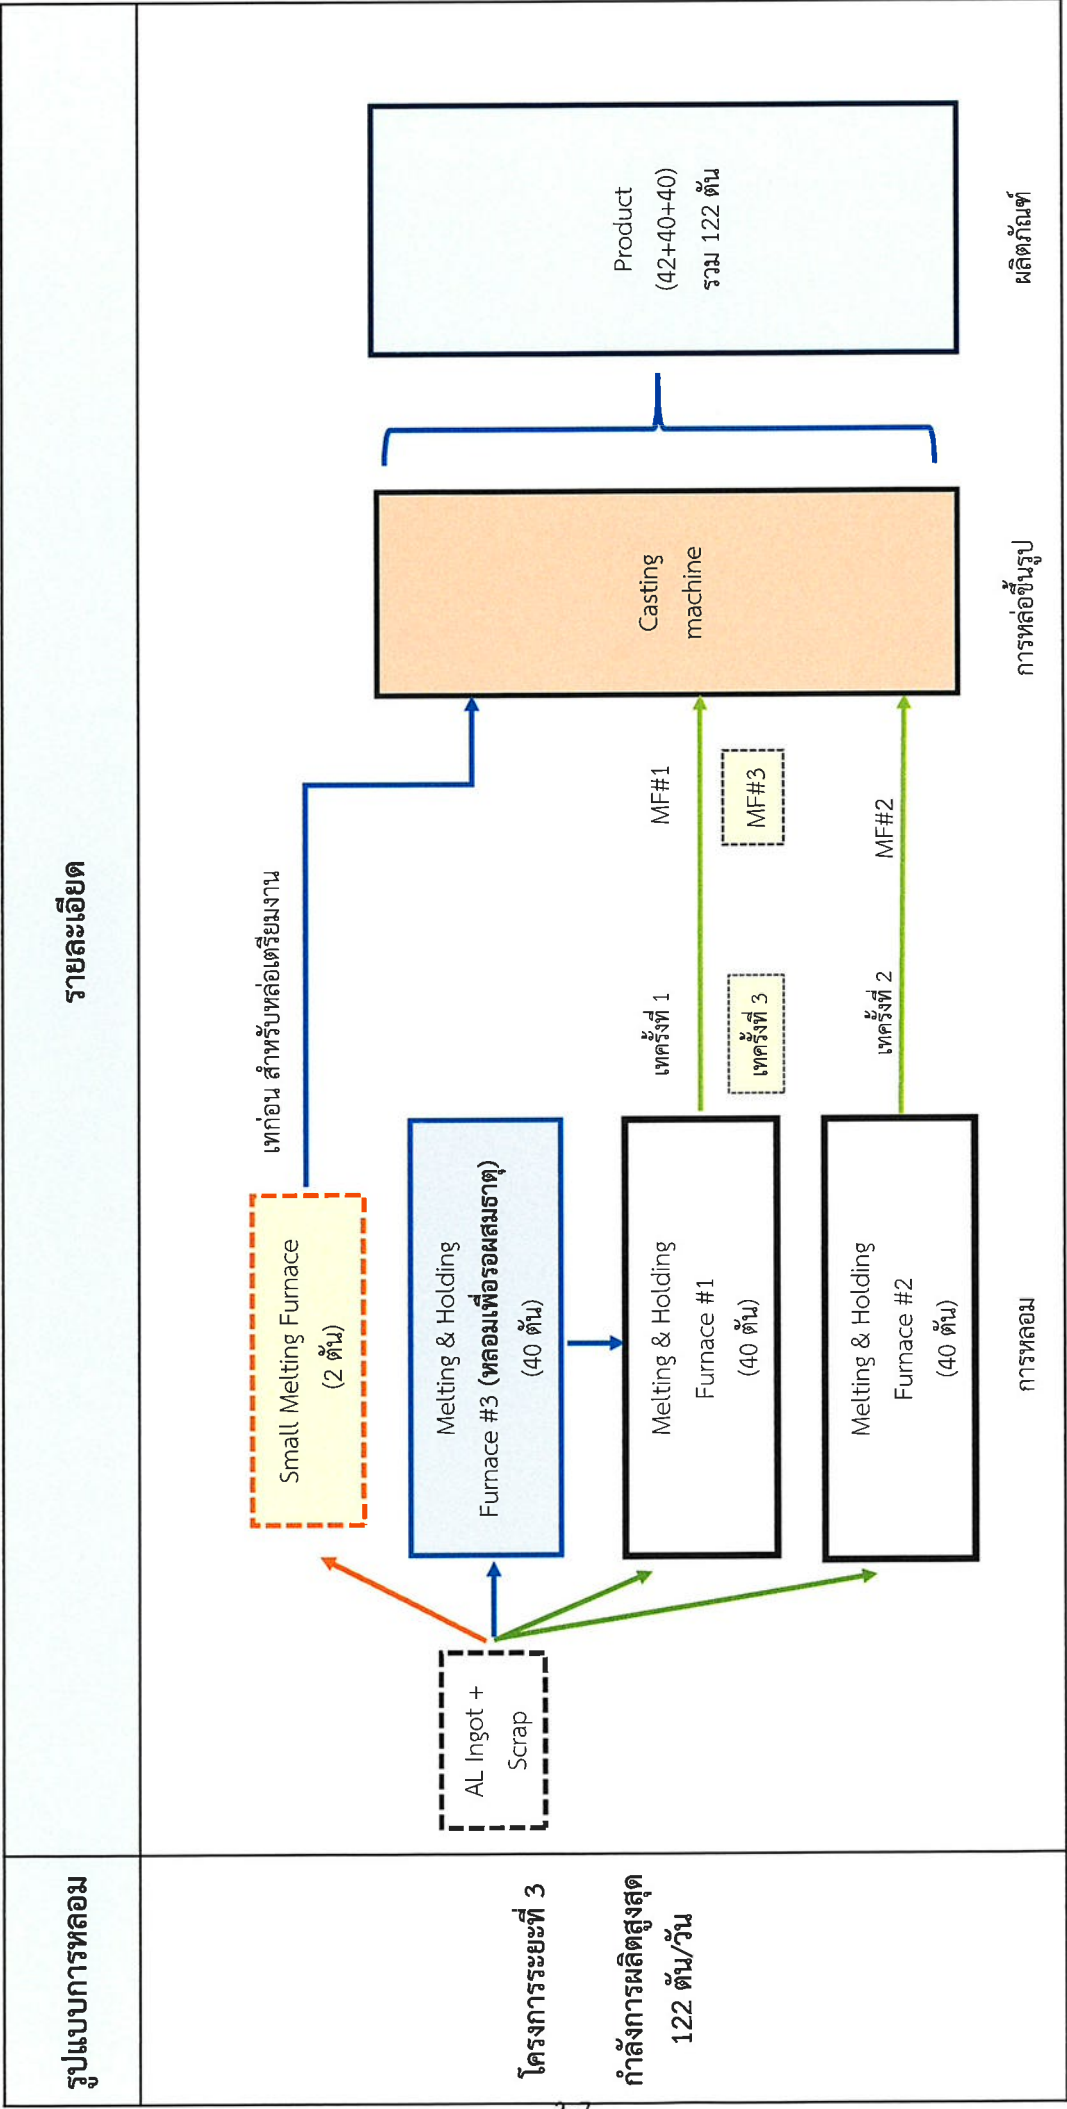 รูปแบบการหลอม
รายละเอียด
โครงการระยะที่ 3
กำลังการผลิตสูงสุด
122 ตัน/วัน
AL Ingot +
Scrap
Small Melting Furnace
(2 ตัน)
เทก่อน สำหรับหล่อเตรียมงาน
Melting & Holding
Furnace #3 (หลอมเพื่อรอผสมธาตุ)
(40 ตัน)
Melting & Holding
Furnace #1
(40 ตัน)
เทครั้งที่ 1
MF#1
เทครั้งที่ 3
MF#3
Melting & Holding
Furnace #2
(40 ตัน)
เทครั้งที่ 2
MF#2
Casting
machine
Product
(42+40+40)
รวม 122 ตัน
การหลอม
การหล่อขึ้นรูป
ผลิตภัณฑ์